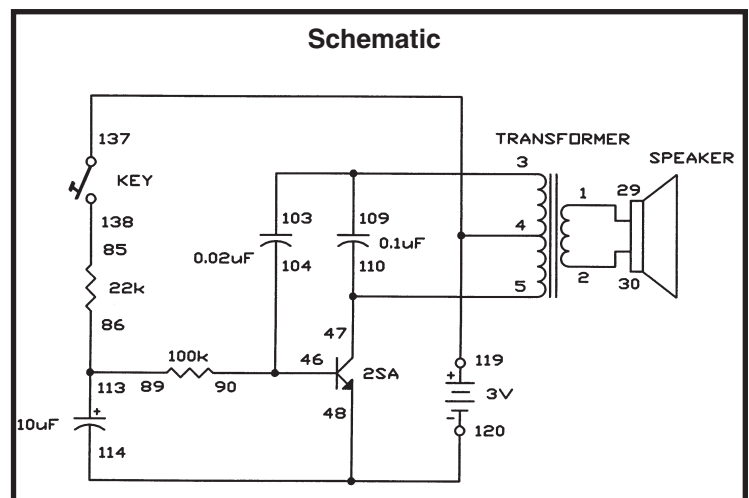 Schematic
137
KEY
138
85
22k
86
113
10uF
114
100k
89
90
103
0.02uF
104
109
0.1uF
110
47
46
2SA
48
TRANSFORMER
3
4
5
1
2
SPEAKER
29
30
119
3V
120
+
+
-